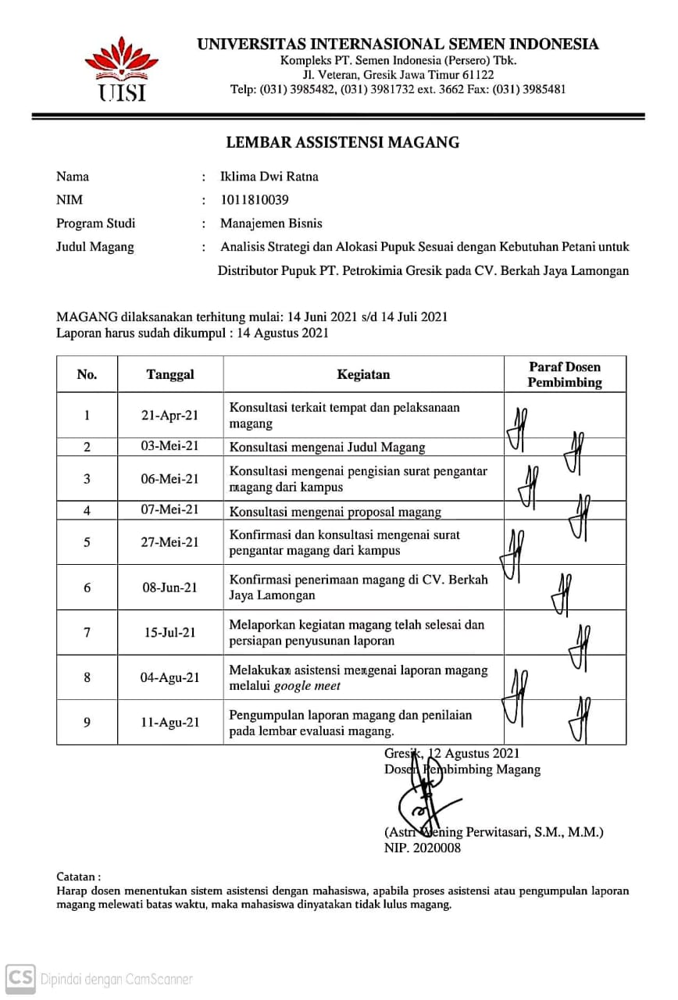 UNIVERSITAS INTERNASIONAL SEMEN INDONESIA
Kompleks PT. Semen Indonesia (Persero) Tbk.
Jl. Veteran, Gresik Jawa Timur 61122
Telp: (031) 3985482, (031) 3981732 ext. 3662 Fax: (031) 3985481
UISI
LEMBAR ASSISTENSI MAGANG
Nama : Iklima Dwi Ratna
NIM : 1011810039
Program Studi : Manajemen Bisnis
Judul Magang : Analisis Strategi dan Alokasi Pupuk Sesuai dengan Kebutuhan Petani untuk
Distributor Pupuk PT. Petrokimia Gresik pada CV. Berkah Jaya Lamongan
MAGANG dilaksanakan terhitung mulai: 14 Juni 2021 s/d 14 Juli 2021
Laporan harus sudah dikumpul : 14 Agustus 2021
No. Tanggal Kegiatan Paraf Dosen
Pembimbing
1 21-Apr-21 Konsultasi terkait tempat dan pelaksanaan
magang
2 03-Mei-21 Konsultasi mengenai Judul Magang
3 06-Mei-21 Konsultasi mengenai pengisian surat pengantar
magang dari kampus
4 07-Mei-21 Konsultasi mengenai proposal magang
5 27-Mei-21 Konfirmasi dan konsultasi mengenai surat
pengantar magang dari kampus
6 08-Jun-21 Konfirmasi penerimaan magang di CV. Berkah
Jaya Lamongan
7 15-Jul-21 Melaporkan kegiatan magang telah selesai dan
persiapan penyusunan laporan
8 04-Agu-21 Melakukan asistensi mengenai laporan magang
melalui google meet
9 11-Agu-21 Pengumpulan laporan magang dan penilaian
pada lembar evaluasi magang.
Gresik, 12 Agustus 2021
Dosen Pembimbing Magang
(Astri Wening Perwitasari, S.M., M.M.)
NIP. 2020008
Catatan :
Harap dosen menentukan sistem asistensi dengan mahasiswa, apabila proses asistensi atau pengumpulan laporan
magang melewati batas waktu, maka mahasiswa dinyatakan tidak lulus magang.
CS Dipindai dengan CamScanner